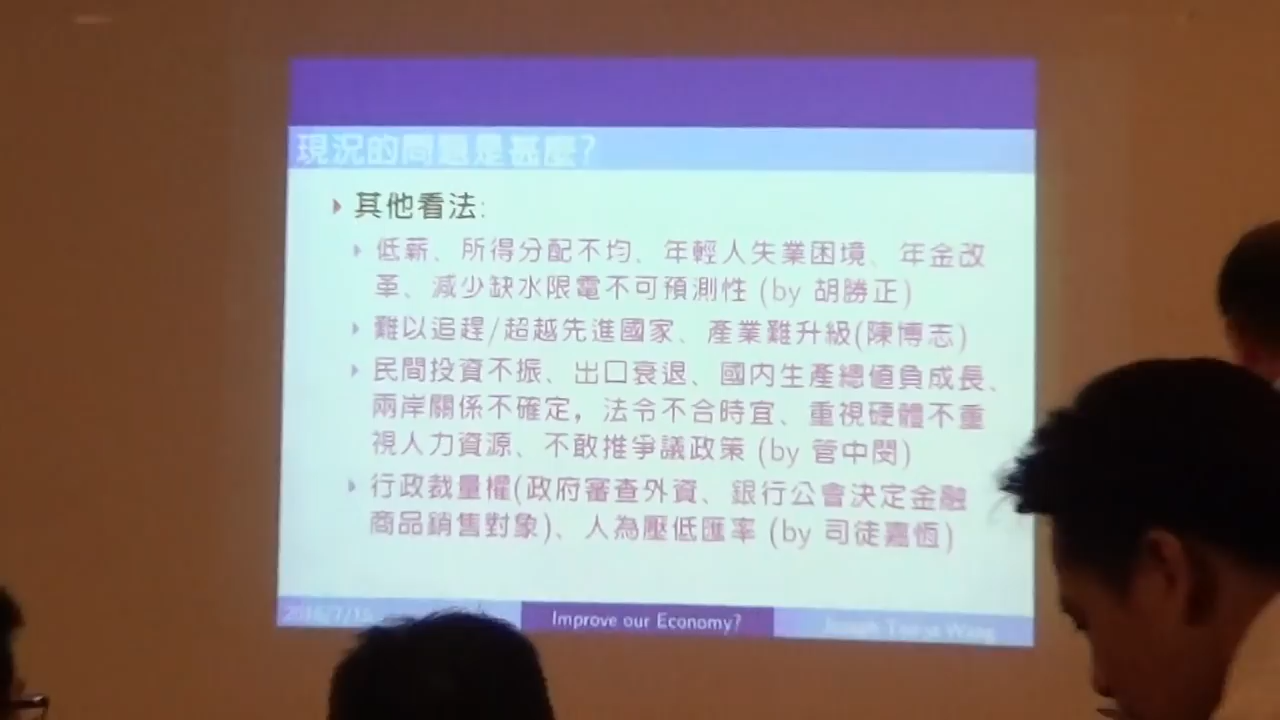 現況的問題是甚麼?
其他看法:
低薪、所得分配不均、年輕人失業困境、年金改
革、減少缺水限電不可預測性 (by 胡勝正)
難以追趕/超越先進國家、產業難升級(陳博志)
民間投資不振、出口衰退、國內生產總值負成長、
兩岸關係不確定，法令不合時宜、重視硬體不重
視人力資源、不敢推爭議政策 (by 管中閔)
行政裁量權(政府審查外資、銀行公會決定金融
商品銷售對象)、人為壓低匯率 (by 司徒嘉恆)
Improve our Economy?
Wang